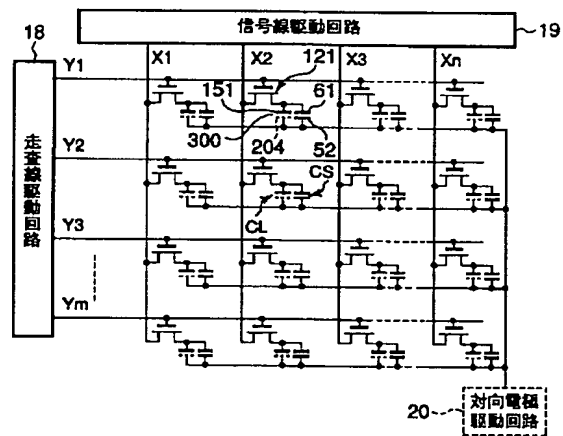 18
信号線駆動回路
19
X1 X2 121 X3 Xn
Y1
151 61
300 204 52
走査線駆動回路
Y2
CS
CL
Y3
Ym
20
対向電極
駆動回路